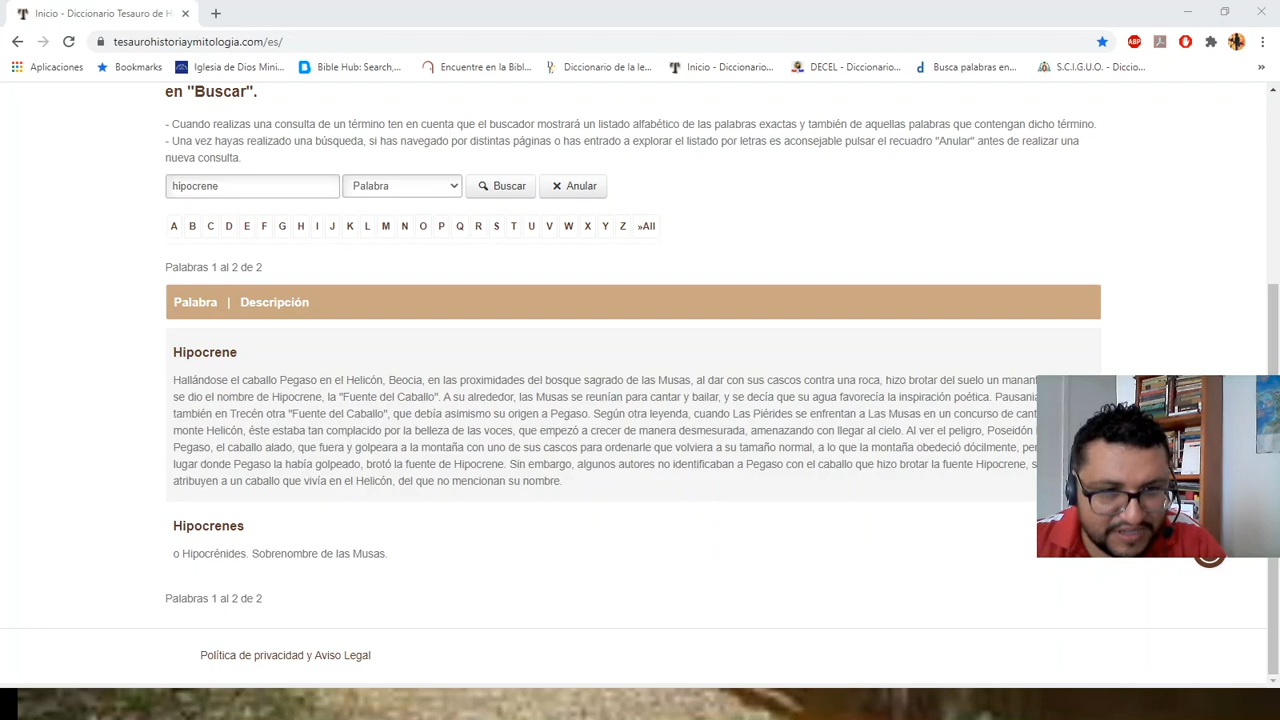 Inicio - Diccionario Tesauro de H
tesaurohistoriaymitologia.com/es/
ABP
Aplicaciones Bookmarks Iglesia de Dios Mini... Bible Hub: Search,... Encuentre en la Bibl... Diccionario de la le... Inicio - Diccionario... DECEL - Diccionario... Busca palabras en... S.C.I.G.U.O. - Diccio... »
en "Buscar".
- Cuando realizas una consulta de un término ten en cuenta que el buscador mostrará un listado alfabético de las palabras exactas y también de aquellas palabras que contengan dicho término.
- Una vez hayas realizado una búsqueda, si has navegado por distintas páginas o has entrado a explorar el listado por letras es aconsejable pulsar el recuadro "Anular" antes de realizar una
nueva consulta.
hipocrene Palabra Buscar Anular
A B C D E F G H I J K L M N O P Q R S T U V W X Y Z »All
Palabras 1 al 2 de 2
Palabra | Descripción
Hipocrene
Hallándose el caballo Pegaso en el Helicón, Beocia, en las proximidades del bosque sagrado de las Musas, al dar con sus cascos contra una roca, hizo brotar del suelo un
se dio el nombre de Hipocrene, la "Fuente del Caballo". A su alrededor, las Musas se reunían para cantar y bailar, y se decía que su agua favorecía la inspiración poética.
también en Trecén otra "Fuente del Caballo", que debía asimismo su origen a Pegaso. Según otra leyenda, cuando Las Piérides se enfrentan a Las Musas en un concurso de
monte Helicón, éste estaba tan complacido por la belleza de las voces, que empezó a crecer de manera desmesurada, amenazando con llegar al cielo. Al ver el peligro, Poseidón
Pegaso, el caballo alado, que fuera y golpeara a la montaña con uno de sus cascos para ordenarle que volviera a su tamaño normal, a lo que la montaña obedeció dócilmente,
lugar donde Pegaso la había golpeado, brotó la fuente de Hipocrene. Sin embargo, algunos autores no identificaban a Pegaso con el caballo que hizo brotar la fuente Hipocrene,
atribuyen a un caballo que vivía en el Helicón, del que no mencionan su nombre.
Hipocrenes
o Hipocrénides. Sobrenombre de las Musas.
Palabras 1 al 2 de 2
Política de privacidad y Aviso Legal